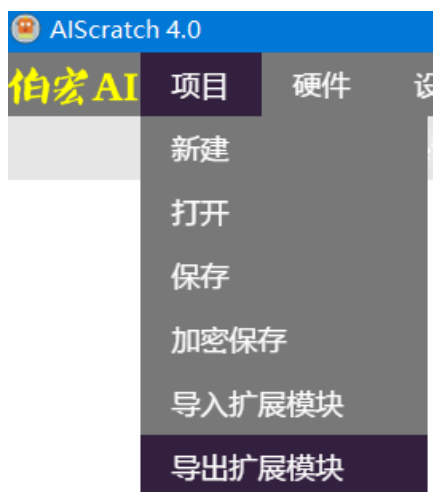 AIScratch 4.0
伯宏AI 项目 硬件
新建
打开
保存
加密保存
导入扩展模块
导出扩展模块